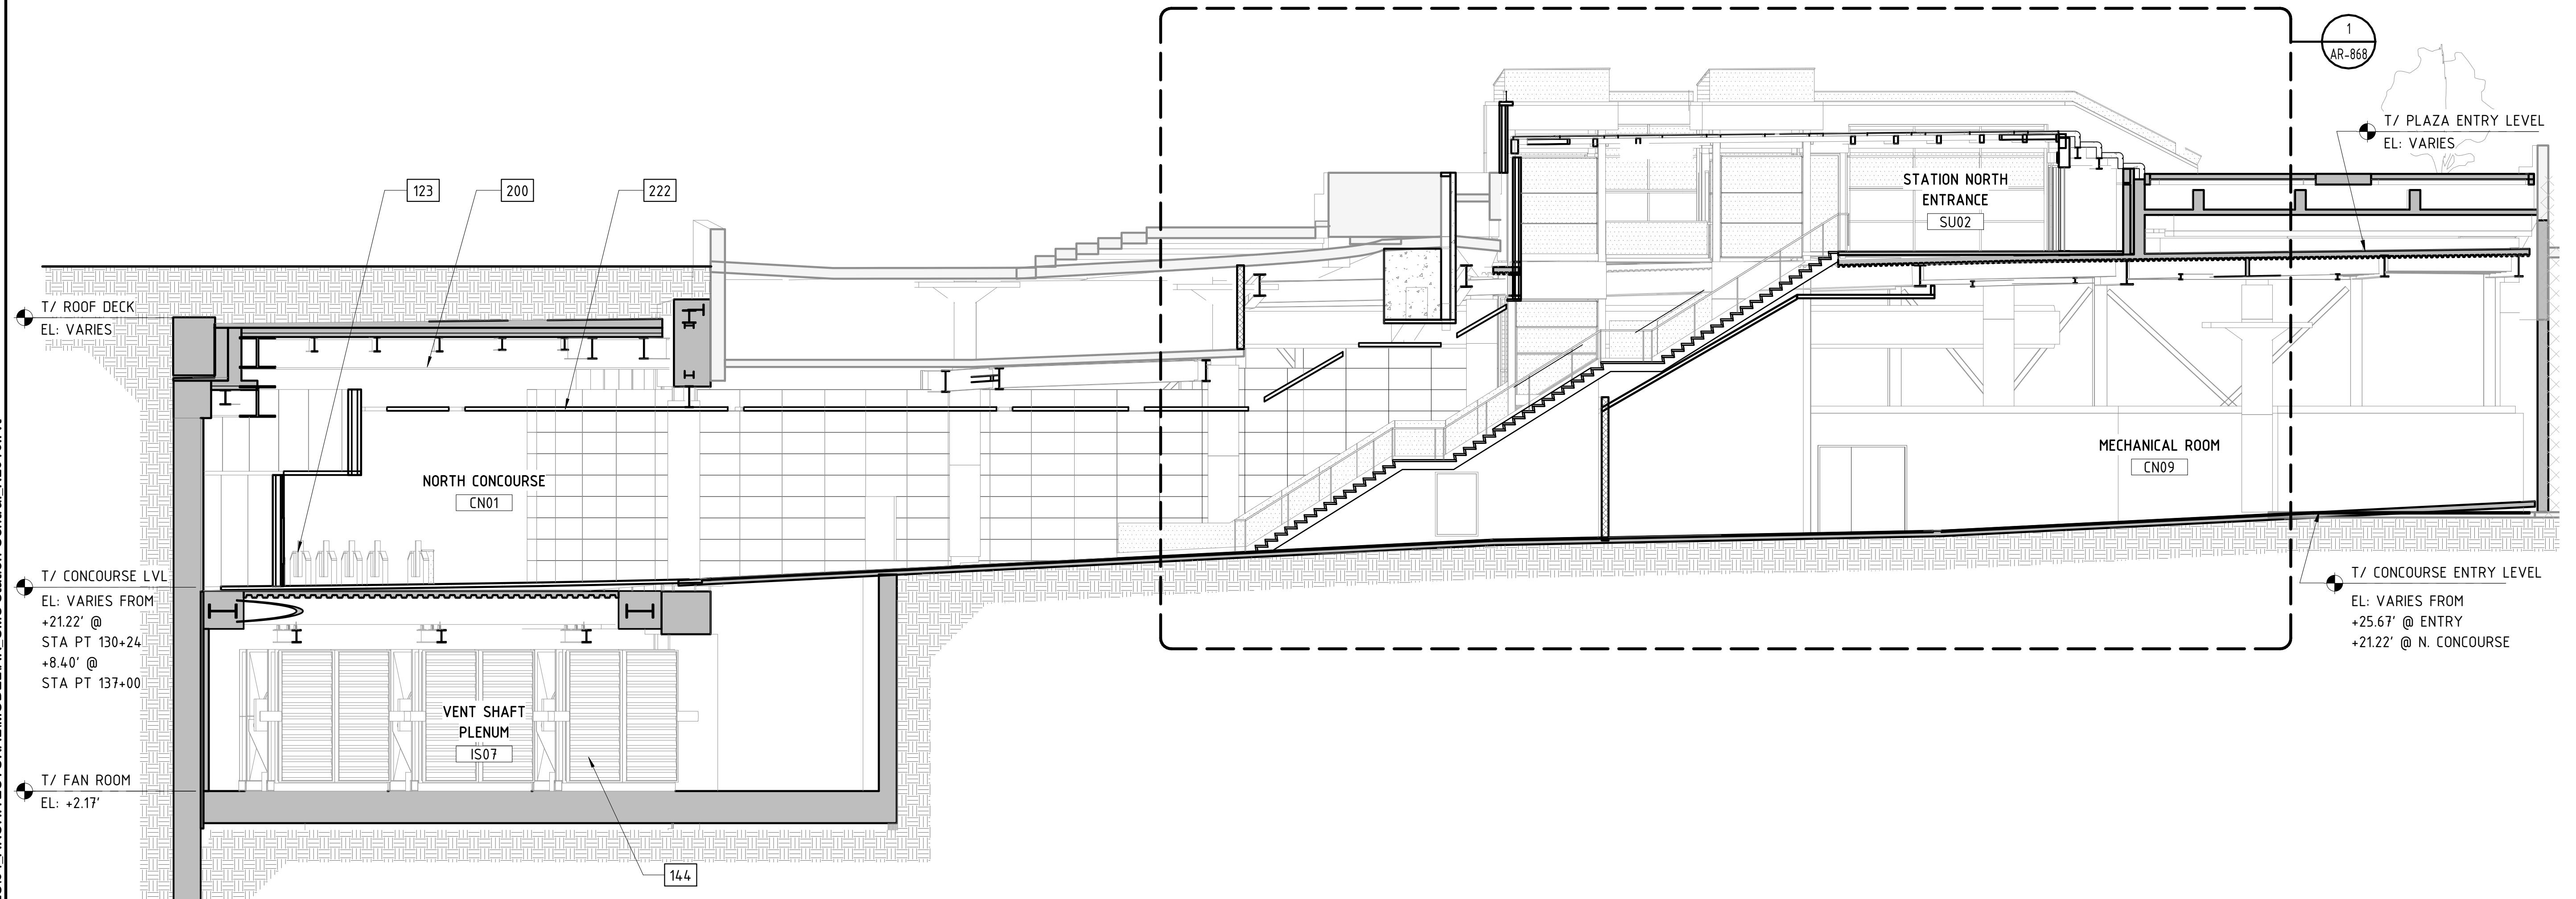 1
AR-868
T/ PLAZA ENTRY LEVEL
EL: VARIES
123
200
222
STATION NORTH
ENTRANCE
SU02
T/ ROOF DECK
EL: VARIES
NORTH CONCOURSE
CN01
MECHANICAL ROOM
CN09
T/ CONCOURSE LVL
EL: VARIES FROM
+21.22' @
STA PT 130+24
+8.40' @
STA PT 137+00
T/ CONCOURSE ENTRY LEVEL
EL: VARIES FROM
+25.67' @ ENTRY
+21.22' @ N. CONCOURSE
VENT SHAFT
PLENUM
IS07
T/ FAN ROOM
EL: +2.17'
144